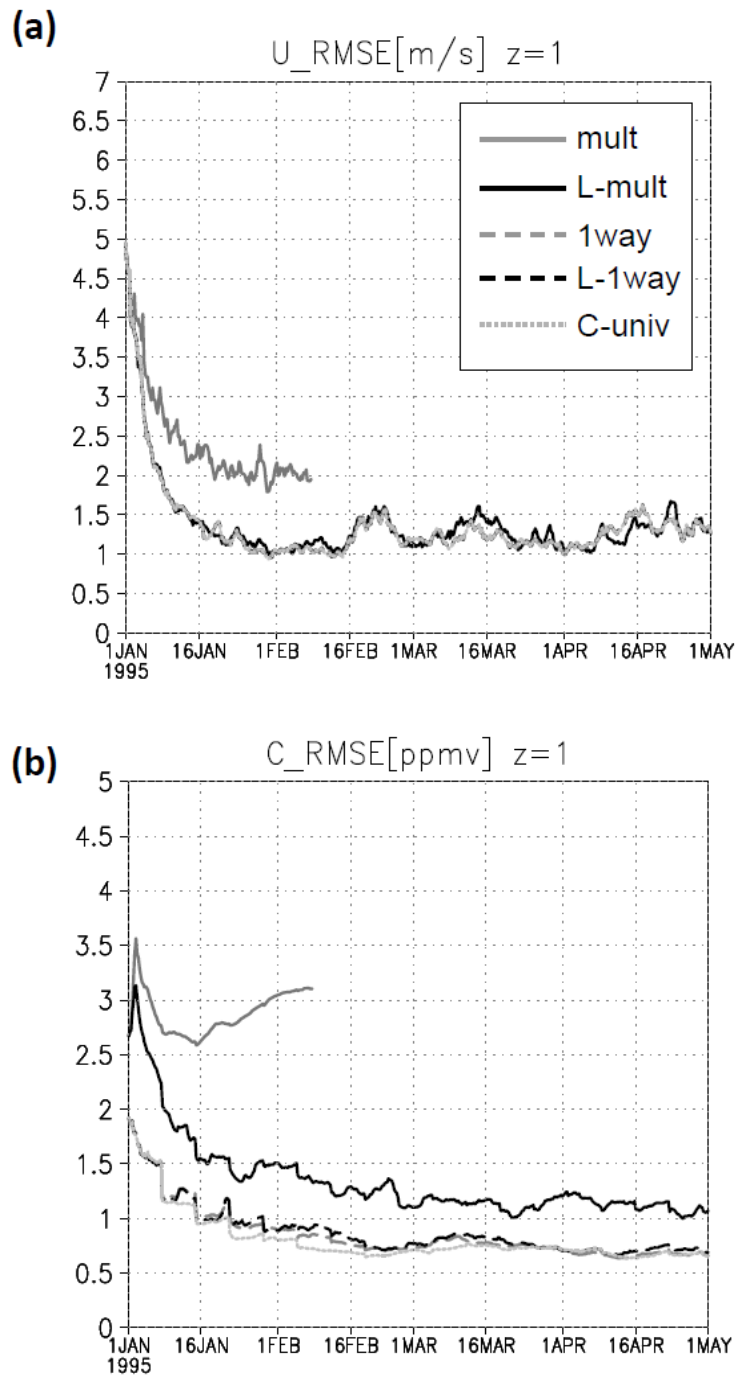 (a)
U_RMSE[m/s] z=1
7
6.5
6
5.5
5
4.5
4
3.5
3
2.5
2
1.5
1
0.5
0
mult
L-mult
1way
L-1way
C-univ
1JAN 16JAN 1FEB 16FEB 1MAR 16MAR 1APR 16APR 1MAY
1995
(b)
C_RMSE[ppmv] z=1
5
4.5
4
3.5
3
2.5
2
1.5
1
0.5
0
1JAN 16JAN 1FEB 16FEB 1MAR 16MAR 1APR 16APR 1MAY
1995